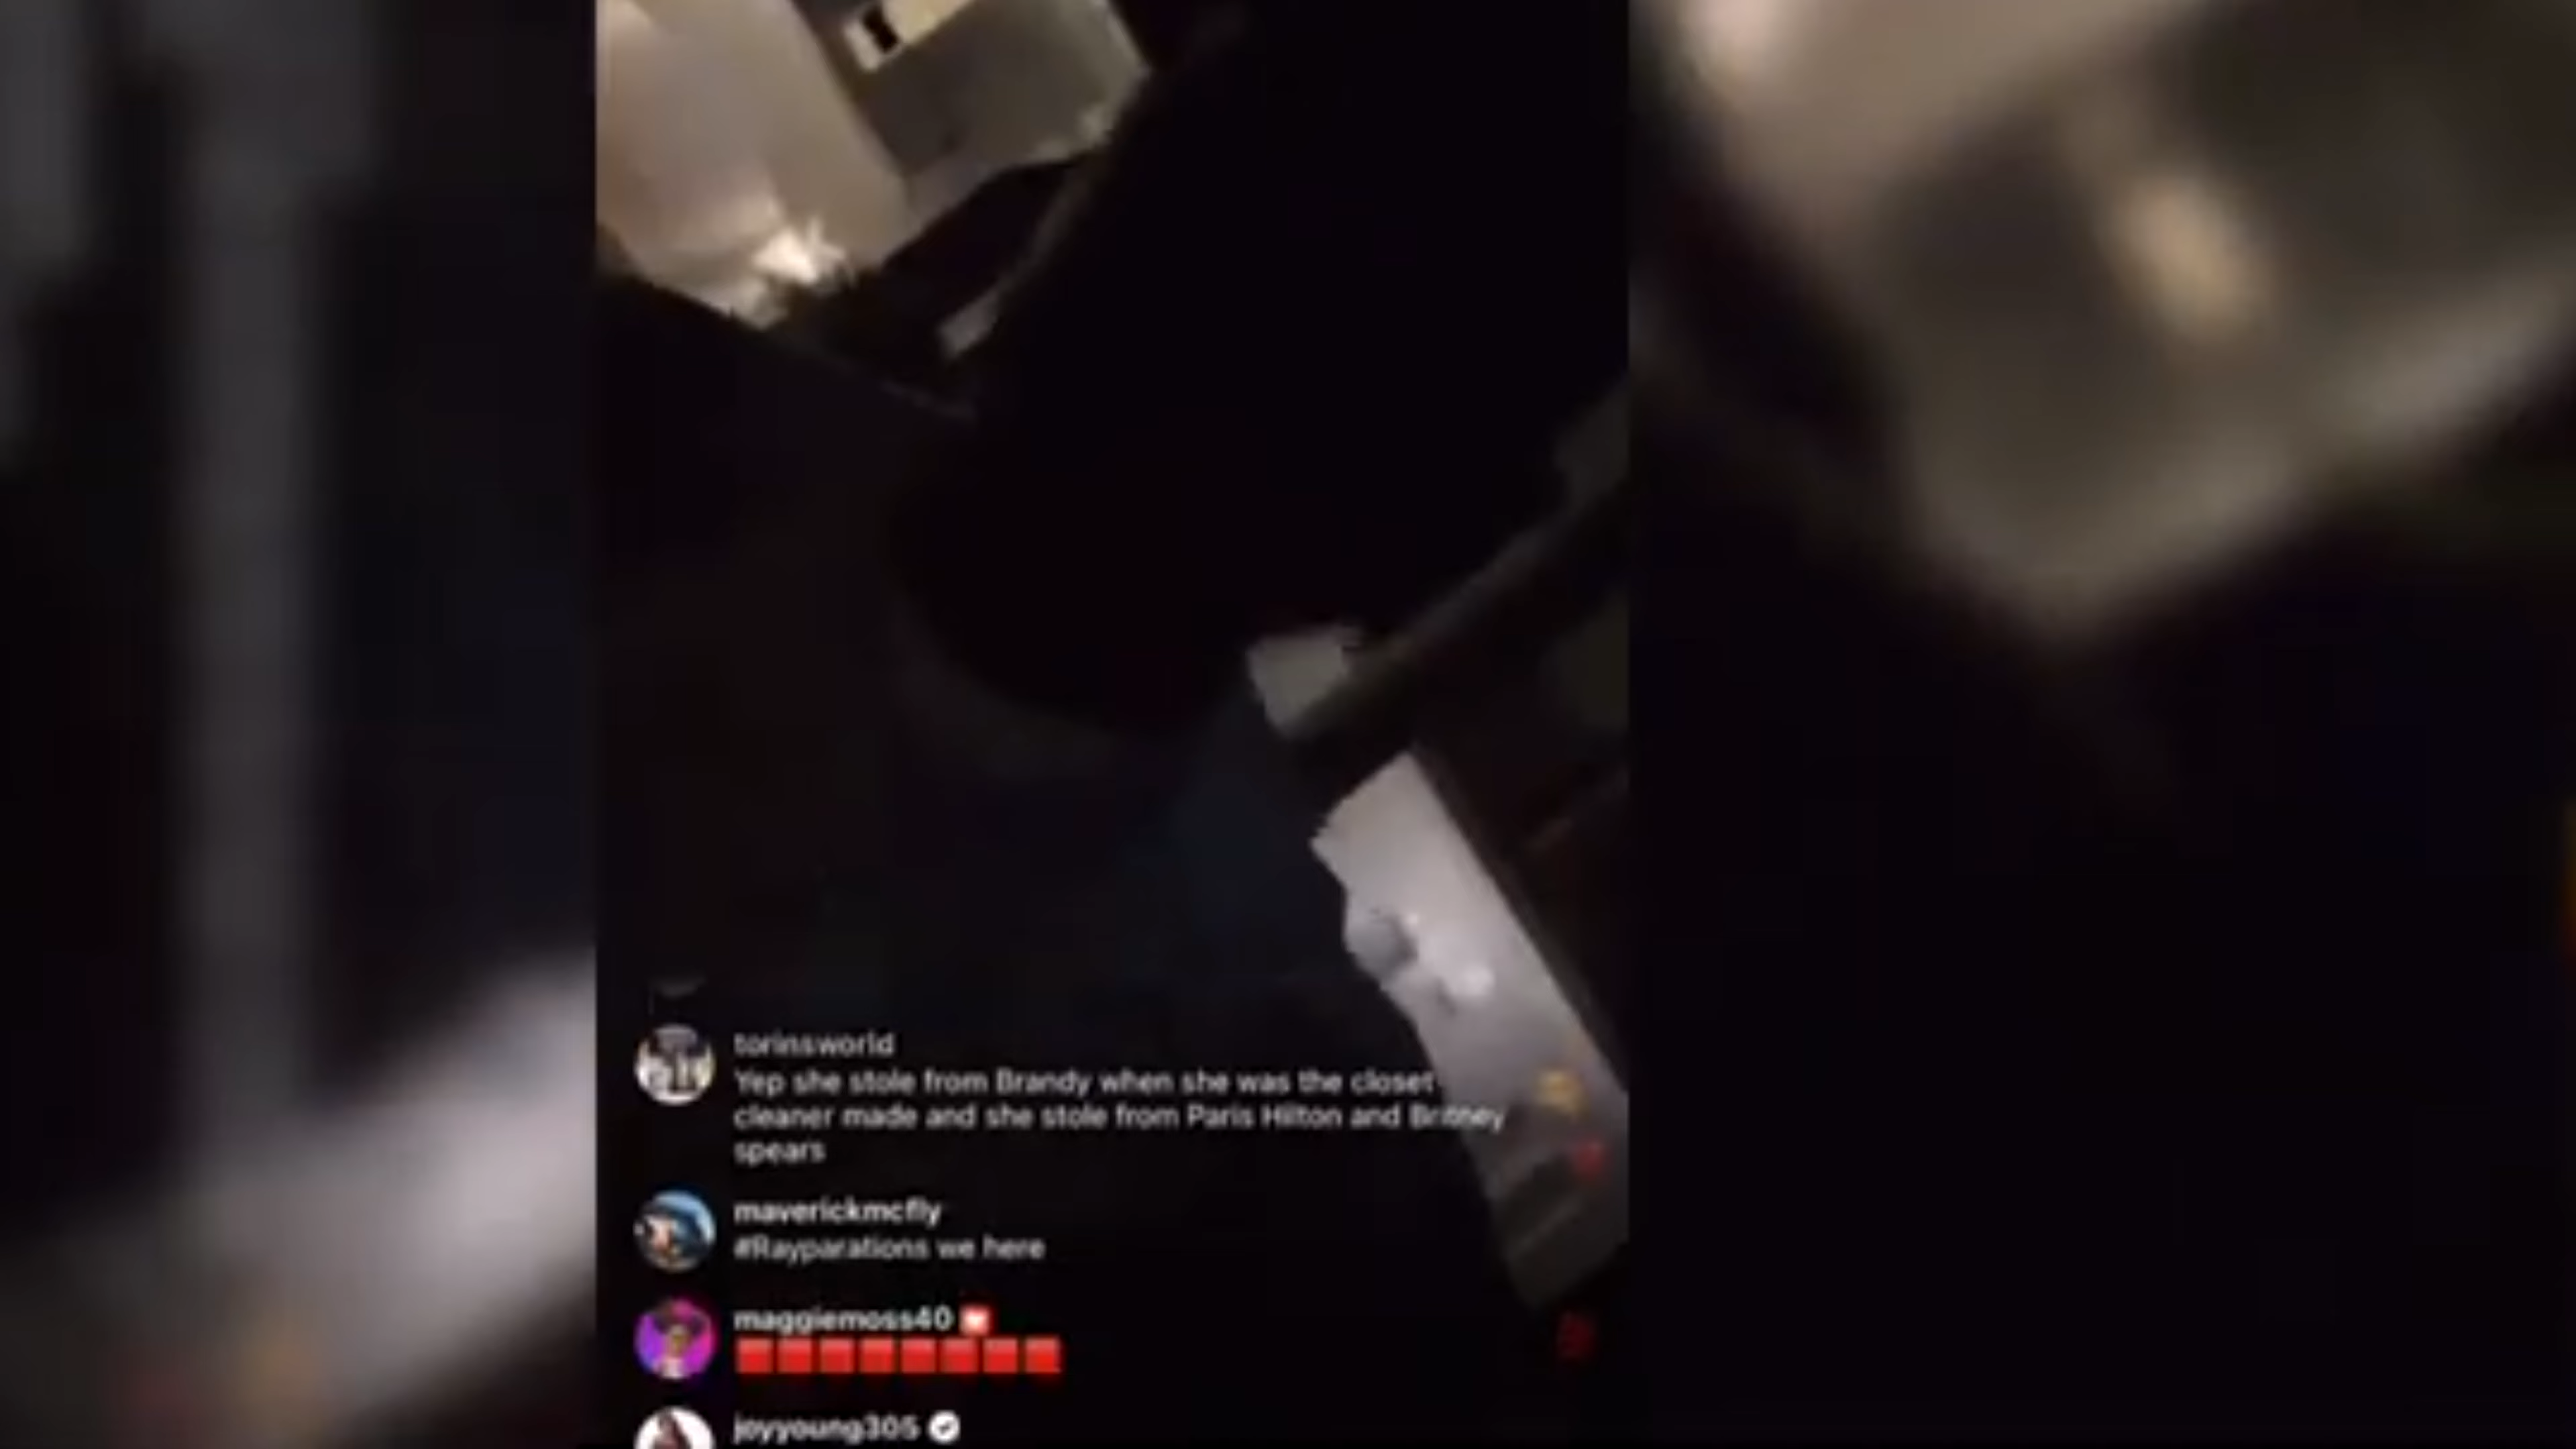 torinsworld
Yep she stole from Brandy when she was the closet
cleaner made and she stole from Paris Hilton and Britney
spears
maverickmcfly
#Rayparations we here
maggiemoss40
joyyoung305